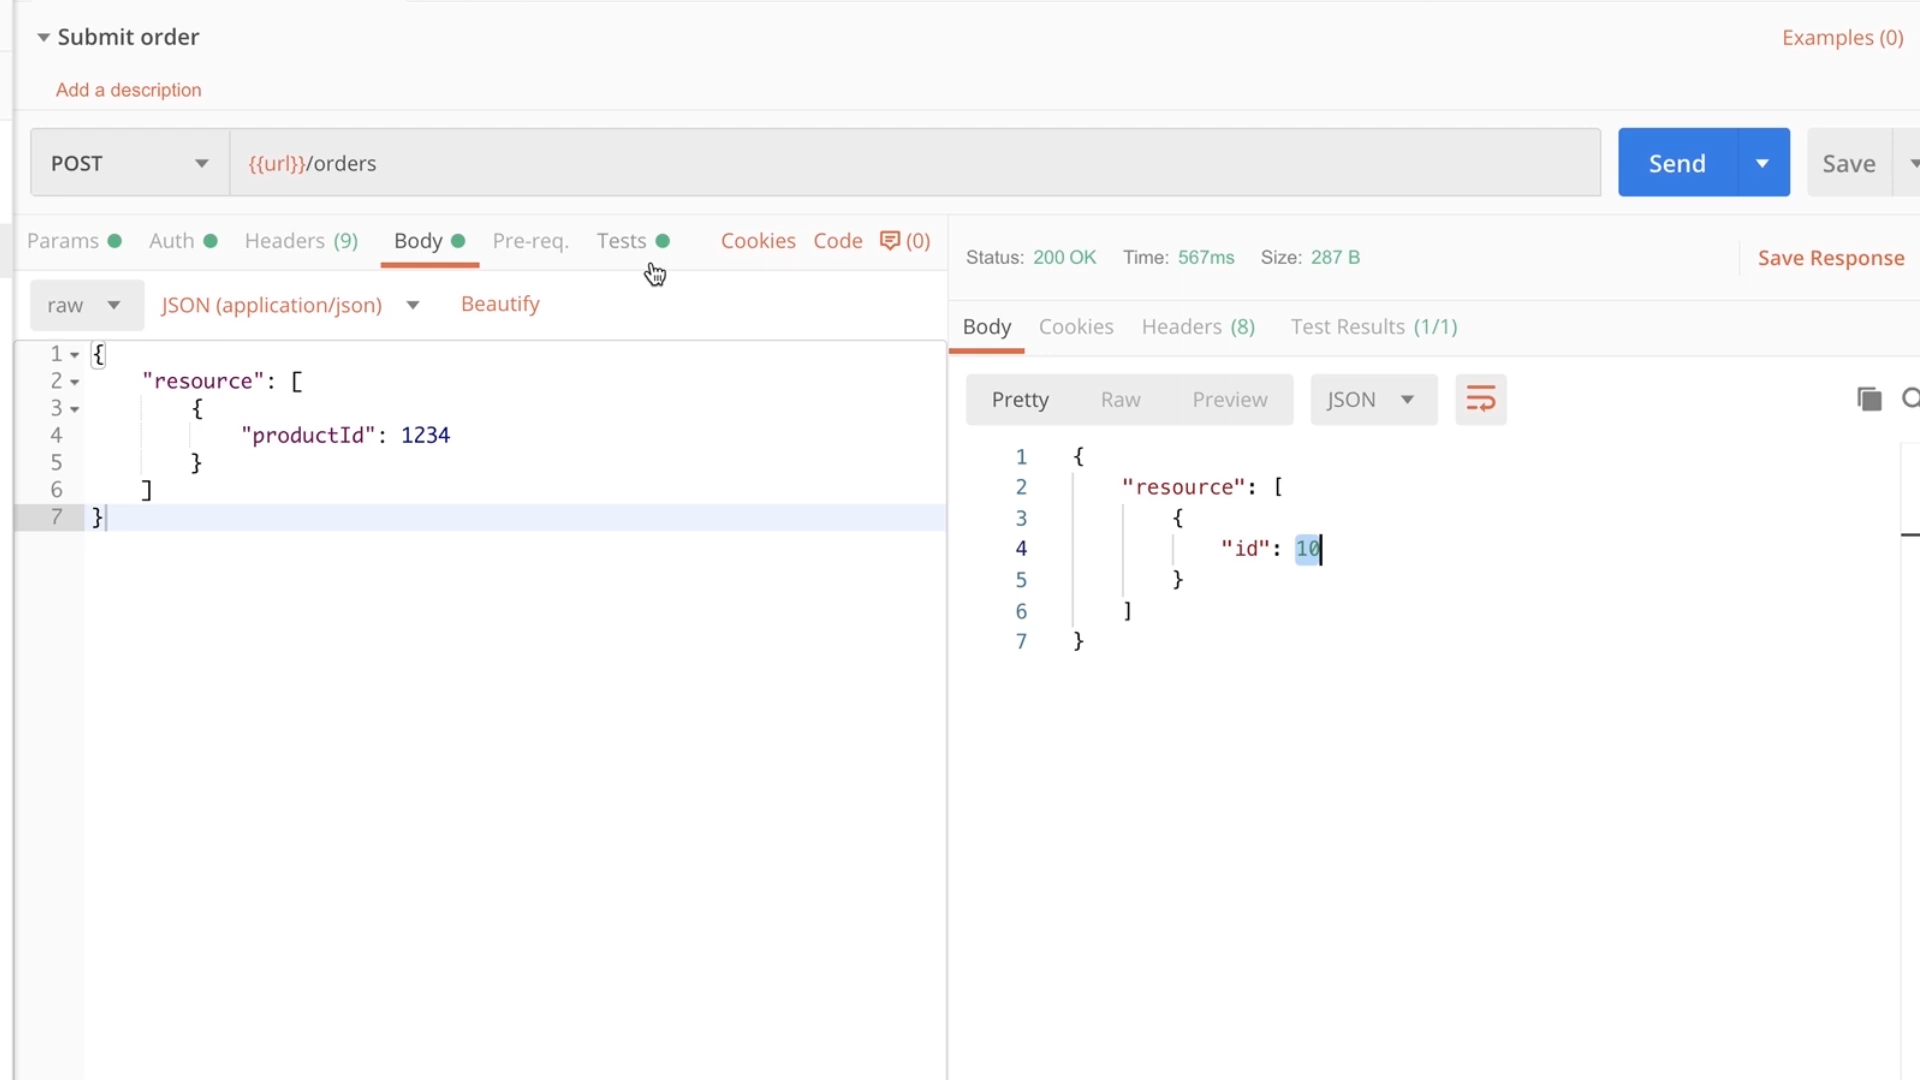 Submit order
Examples (0)
Add a description
POST
{{url}}/orders
Send
Save
Params
Auth
Headers (9)
Body
Pre-req.
Tests
Cookies
Code
(0)
Status: 200 OK
Time: 567ms
Size: 287 B
Save Response
raw
JSON (application/json)
Beautify
Body
Cookies
Headers (8)
Test Results (1/1)
1 {
2 "resource": [
3 {
4 "productId": 1234
5 }
6 ]
7 }
Pretty
Raw
Preview
JSON
1 {
2 "resource": [
3 {
4 "id": 10
5 }
6 ]
7 }